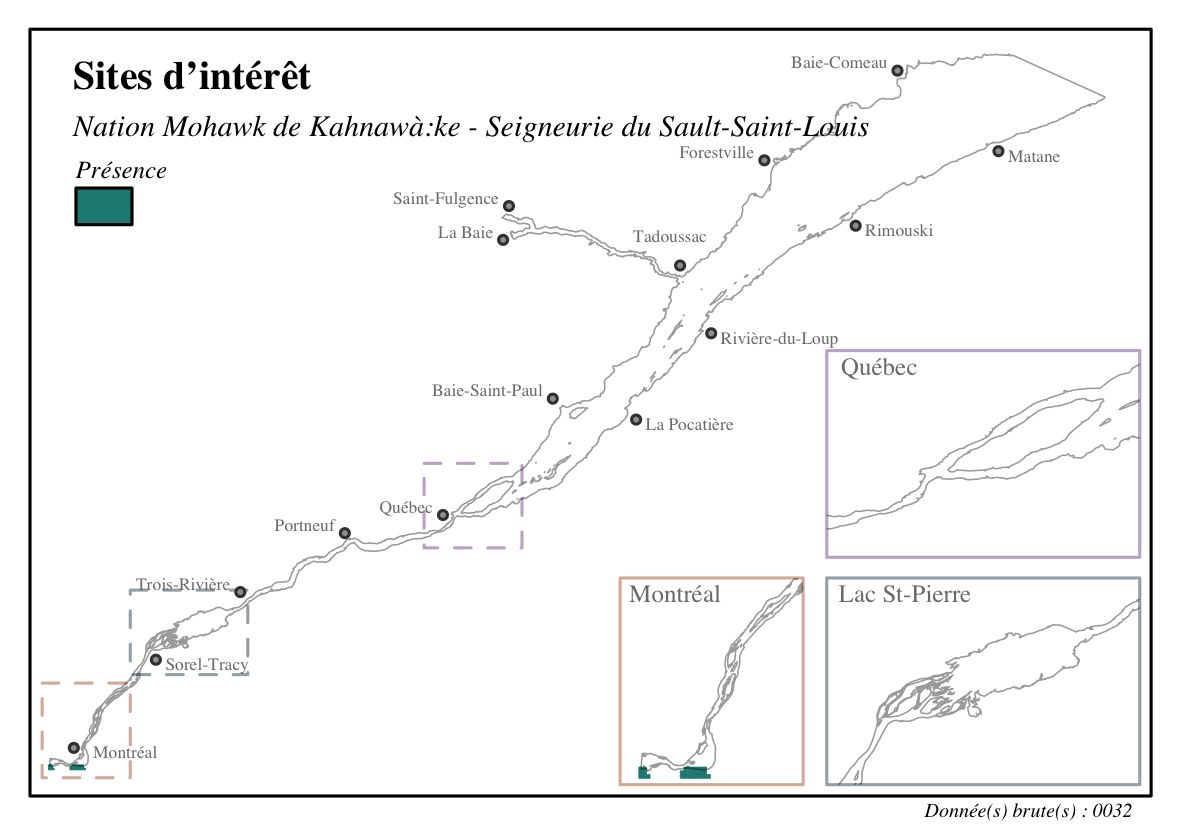 Sites d’intérêt
Nation Mohawk de Kahnawà:ke - Seigneurie du Sault-Saint-Louis
Présence
Baie-Comeau
Forestville
Matane
Saint-Fulgence
La Baie
Tadoussac
Rimouski
Rivière-du-Loup
Baie-Saint-Paul
La Pocatière
Québec
Portneuf
Trois-Rivière
Sorel-Tracy
Montréal
Québec
Montréal
Lac St-Pierre
Donnée(s) brute(s) : 0032